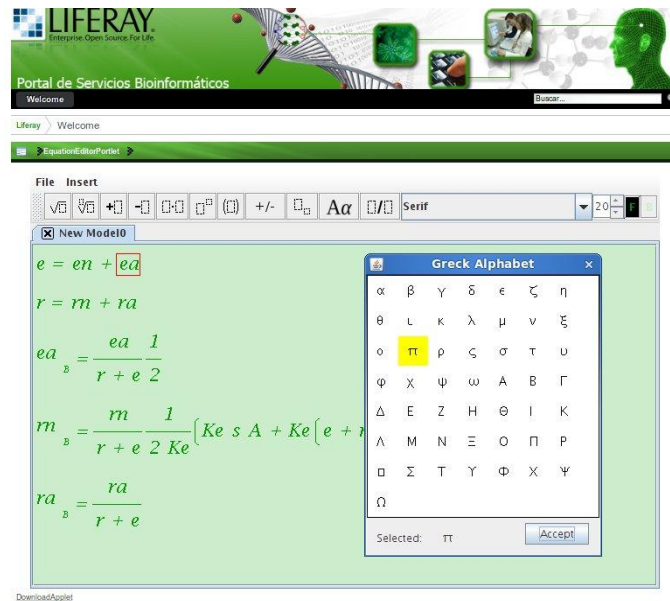 LIFERAY.
Enterprise. Open Source. For Life.
Portal de Servicios Bioinformáticos
Welcome
Buscar...
Liferay Welcome
EquationEditorPortlet
File Insert
√ +/- Aα Serif 20 F B
New Model0
e = en + ea
r = rn + ra
ea B = ea / r + e 1 / 2
rn B = rn / r + e 1 / 2 Ke (Ke s A + Ke (e + r
ra B = ra / r + e
Greck Alphabet
α β γ δ ϵ ζ η
θ ι κ λ μ ν ξ
ο π ρ ς σ τ υ
φ χ ψ ω Α Β Γ
Δ Ε Ζ Η Θ Ι Κ
Λ Μ Ν Ξ Ο Π Ρ
Σ Τ Υ Φ Χ Ψ
Ω
Selected: π
Accept
DownloadApplet